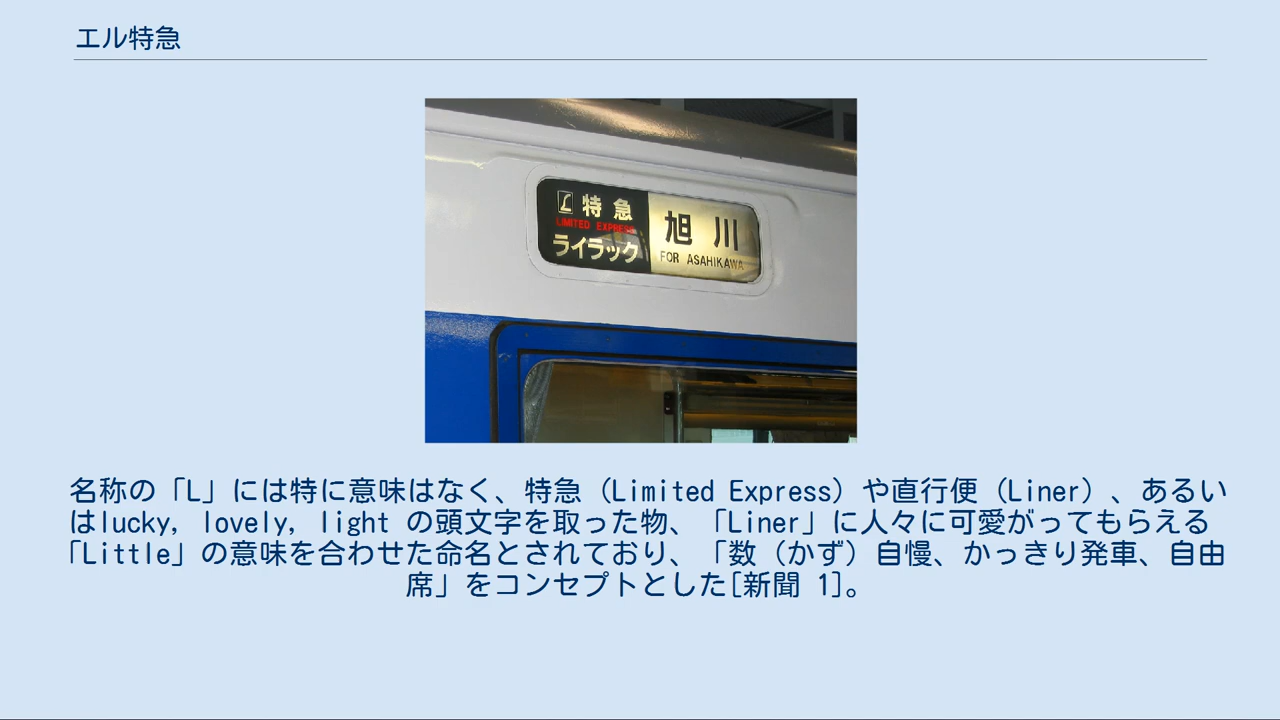 エル特急
L 特急
LIMITED EXPRESS
ライラック
旭川
FOR ASAHIKAWA
名称の「L」には特に意味はなく、特急（Limited Express）や直行便（Liner）、あるい
はlucky, lovely, light の頭文字を取った物、「Liner」に人々に可愛がってもらえる
「Little」の意味を合わせた命名とされており、「数（かず）自慢、かっきり発車、自由
席」をコンセプトとした[新聞 1]。